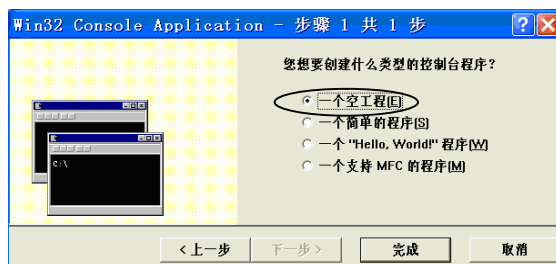 Win32 Console Application - 步骤 1 共 1 步
您想要创建什么类型的控制台程序?
一个空工程[E]
一个简单的程序[S]
一个 "Hello, World!" 程序[W]
一个支持 MFC 的程序[M]
C:\
< 上一步 下一步 > 完成 取消